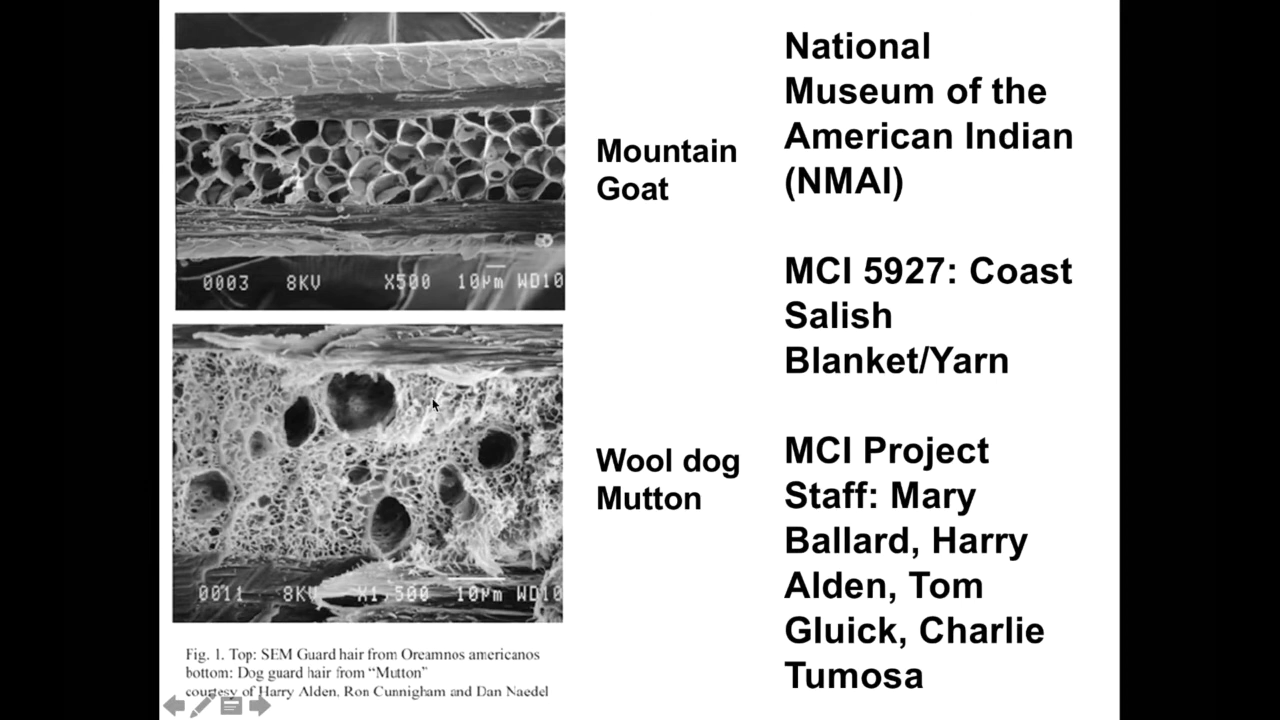 0003 8KV X500 10µm WD10
Mountain
Goat
0011 8KV X1,500 10µm WD10
Wool dog
Mutton
Fig. 1. Top: SEM Guard hair from Oreamnos americanos
bottom: Dog guard hair from “Mutton”
courtesy of Harry Alden, Ron Cunnigham and Dan Naedel
National
Museum of the
American Indian
(NMAI)
MCI 5927: Coast
Salish
Blanket/Yarn
MCI Project
Staff: Mary
Ballard, Harry
Alden, Tom
Gluick, Charlie
Tumosa